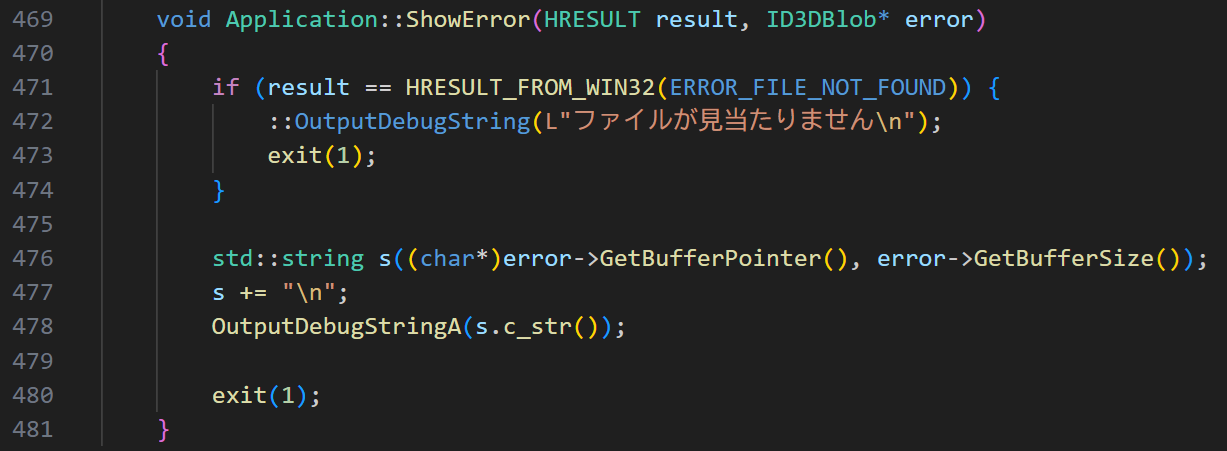 469 void Application::ShowError(HRESULT result, ID3DBlob* error)
470 {
471 if (result == HRESULT_FROM_WIN32(ERROR_FILE_NOT_FOUND)) {
472 ::OutputDebugString(L"ファイルが見当たりません\n");
473 exit(1);
474 }
475
476 std::string s((char*)error->GetBufferPointer(), error->GetBufferSize());
477 s += "\n";
478 OutputDebugStringA(s.c_str());
479
480 exit(1);
481 }